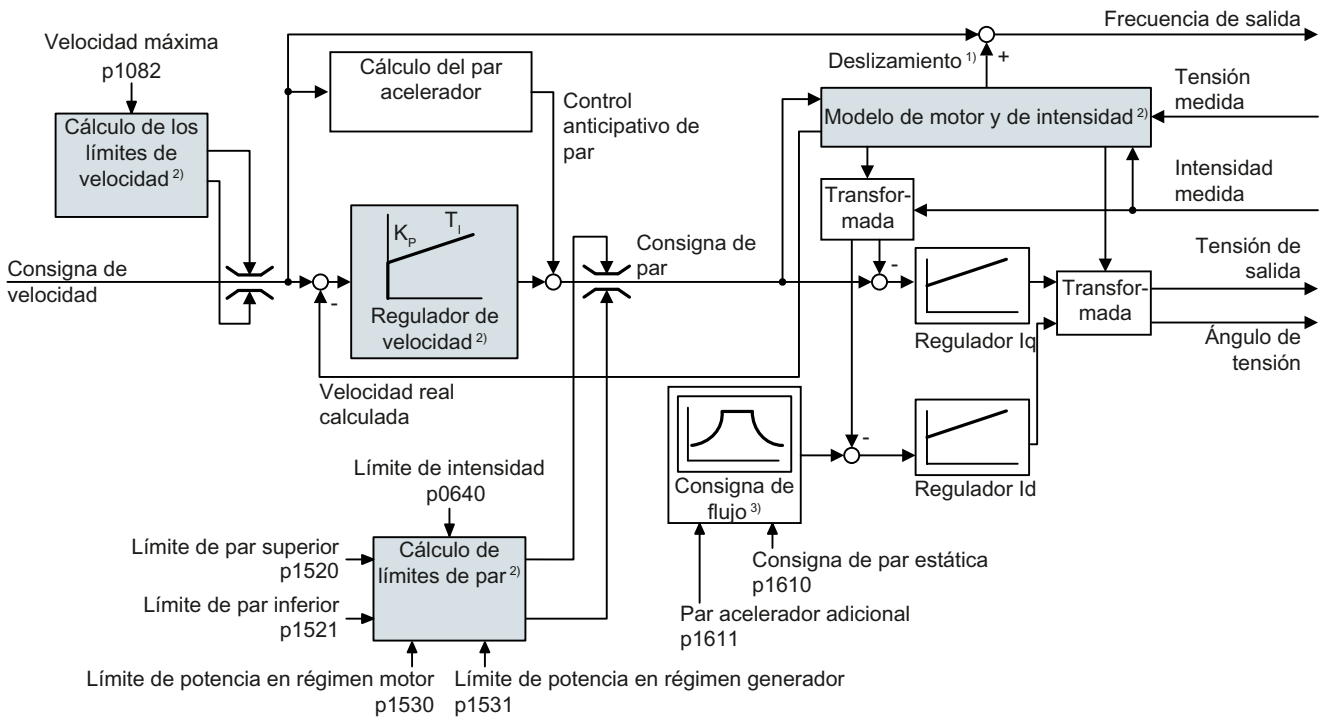 Frecuencia de salida
Velocidad máxima
p1082
Cálculo del par
acelerador
Deslizamiento 1)
+
Tensión
medida
Control
anticipativo de
par
Modelo de motor y de intensidad 2)
Cálculo de los
límites de
velocidad 2)
Intensidad
medida
Transfor-
mada
KP
TI
Consigna de
par
Tensión de
salida
Consigna de
velocidad
-
-
Transfor-
mada
Regulador de
velocidad 2)
Regulador Iq
Ángulo de
tensión
Velocidad real
calculada
-
Límite de intensidad
p0640
Consigna de
flujo 3)
Regulador Id
Límite de par superior
p1520
Cálculo de
límites de par 2)
Consigna de par estática
p1610
Límite de par inferior
p1521
Par acelerador adicional
p1611
Límite de potencia en régimen motor
p1530
Límite de potencia en régimen generador
p1531